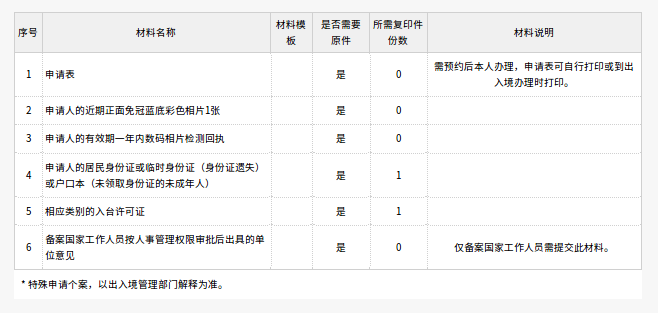 序号 材料名称 材料模板 是否需要原件 所需复印件份数 材料说明
1 申请表 是 0 需预约后本人办理，申请表可自行打印或到出入境办理时打印。
2 申请人的近期正面免冠蓝底彩色相片1张 是 0
3 申请人的有效期一年内数码相片检测回执 是 0
4 申请人的居民身份证或临时身份证（身份证遗失）或户口本（未领取身份证的未成年人） 是 1
5 相应类别的入台许可证 是 1
6 备案国家工作人员按人事管理权限审批后出具的单位意见 是 0 仅备案国家工作人员需提交此材料。
* 特殊申请个案，以出入境管理部门解释为准。